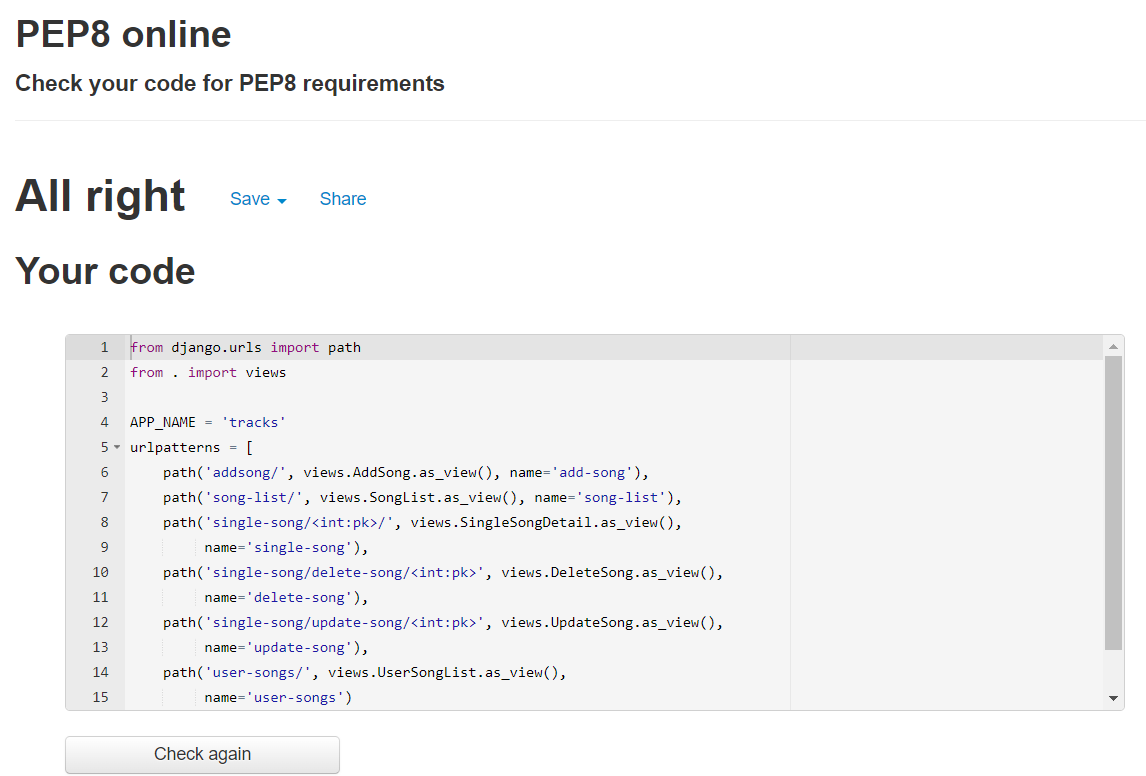 PEP8 online
Check your code for PEP8 requirements
All right Save Share
Your code
1 from django.urls import path
2 from . import views
3
4 APP_NAME = 'tracks'
5 urlpatterns = [
6     path('addsong/', views.AddSong.as_view(), name='add-song'),
7     path('song-list/', views.SongList.as_view(), name='song-list'),
8     path('single-song/<int:pk>/', views.SingleSongDetail.as_view(),
9          name='single-song'),
10     path('single-song/delete-song/<int:pk>', views.DeleteSong.as_view(),
11          name='delete-song'),
12     path('single-song/update-song/<int:pk>', views.UpdateSong.as_view(),
13          name='update-song'),
14     path('user-songs/', views.UserSongList.as_view(),
15          name='user-songs')
Check again